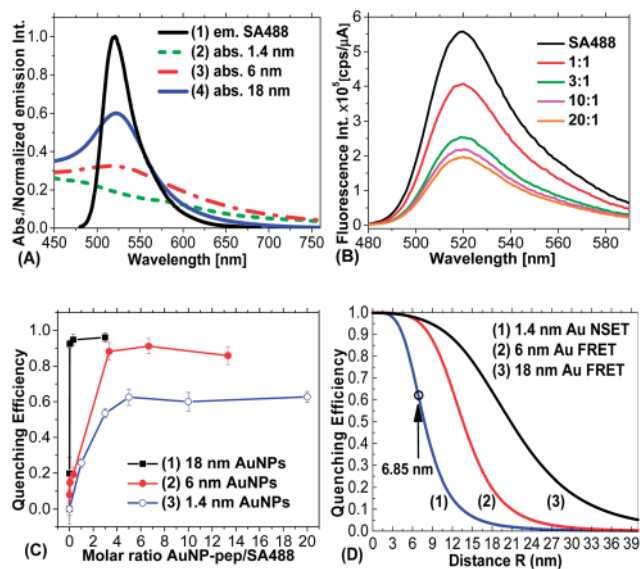 Abs./Normalized emission Int.
1.0
0.8
0.6
0.4
0.2
0.0
(1) em. SA488
(2) abs. 1.4 nm
(3) abs. 6 nm
(4) abs. 18 nm
450 500 550 600 650 700 750
(A)
Wavelength [nm]
Fluorescence Int. x10⁶[cps/µA]
6
5
4
3
2
1
0
SA488
1:1
3:1
10:1
20:1
480 500 520 540 560 580
(B)
Wavelength [nm]
Quenching Efficiency
1.0
0.8
0.6
0.4
0.2
0.0
(1) 18 nm AuNPs
(2) 6 nm AuNPs
(3) 1.4 nm AuNPs
0 2 4 6 8 10 12 14 16 18 20
(C)
Molar ratio AuNP-pep/SA488
Quenching Efficiency
1.0
0.9
0.8
0.7
0.6
0.5
0.4
0.3
0.2
0.1
0.0
(1) 1.4 nm Au NSET
(2) 6 nm Au FRET
(3) 18 nm Au FRET
6.85 nm
(1)
(2)
(3)
0 3 6 9 12 15 18 21 24 27 30 33 36 39
(D)
Distance R (nm)